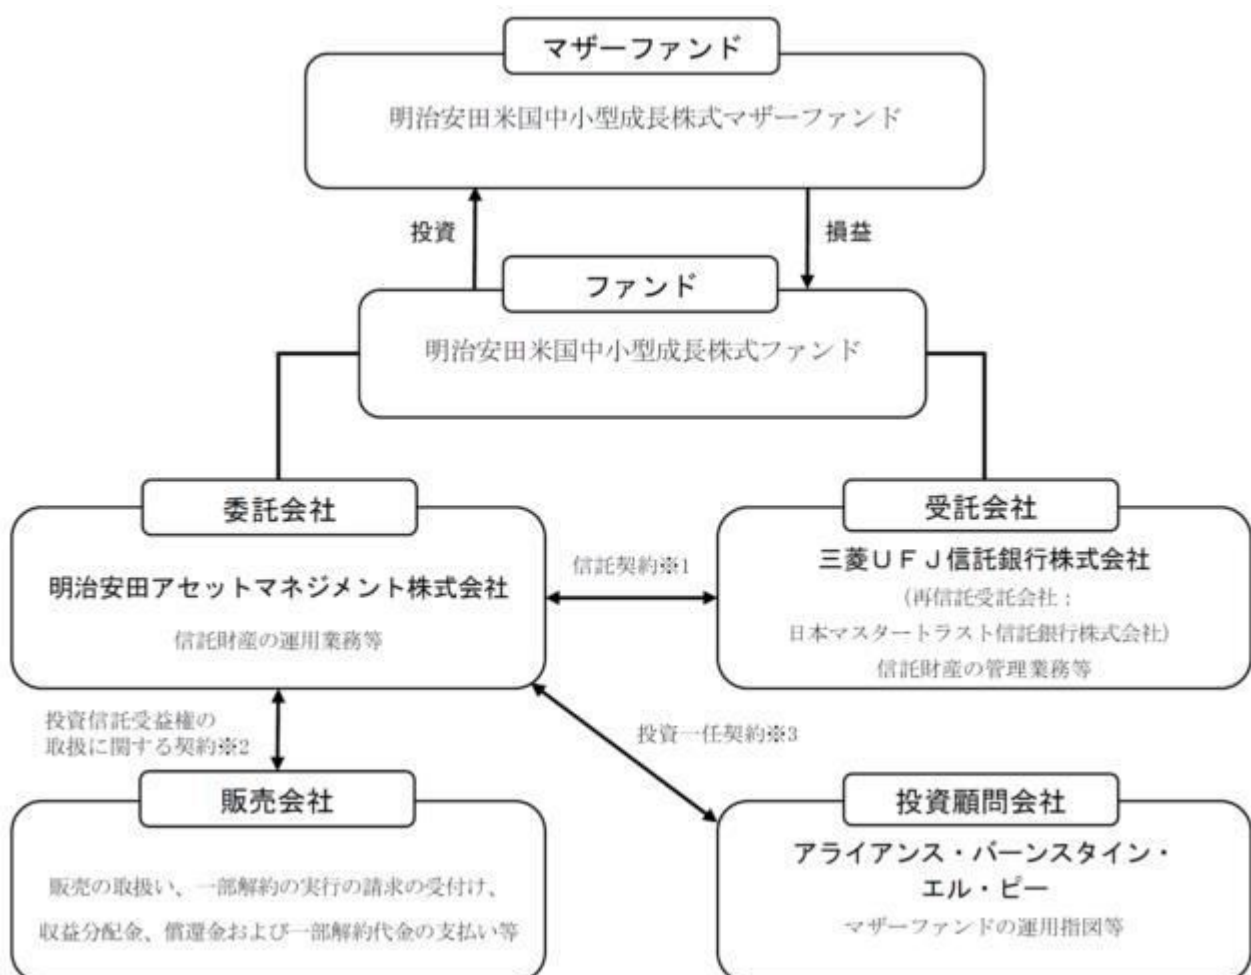 マザーファンド
明治安田米国中小型成長株式マザーファンド
投資
損益
ファンド
明治安田米国中小型成長株式ファンド
委託会社
明治安田アセットマネジメント株式会社
信託財産の運用業務等
信託契約※1
受託会社
三菱UFJ信託銀行株式会社
(再信託受託会社:
日本マスタートラスト信託銀行株式会社)
信託財産の管理業務等
投資信託受益権の
取扱に関する契約※2
投資一任契約※3
販売会社
販売の取扱い、一部解約の実行の請求の受付け、
収益分配金、償還金および一部解約代金の支払い等
投資顧問会社
アライアンス・バーンスタイン・
エル・ピー
マザーファンドの運用指図等